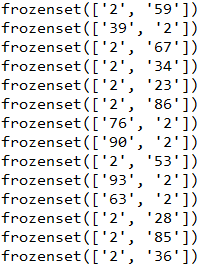 frozenset(['2', '59'])
frozenset(['39', '2'])
frozenset(['2', '67'])
frozenset(['2', '34'])
frozenset(['2', '23'])
frozenset(['2', '86'])
frozenset(['76', '2'])
frozenset(['90', '2'])
frozenset(['2', '53'])
frozenset(['93', '2'])
frozenset(['63', '2'])
frozenset(['2', '28'])
frozenset(['2', '85'])
frozenset(['2', '36'])